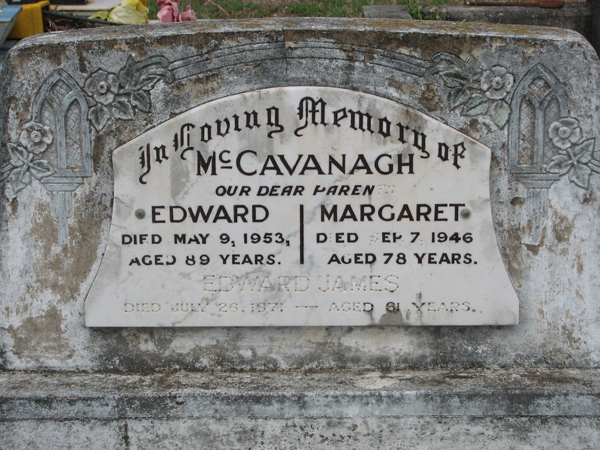 In Loving Memory of
McCAVANAGH
OUR DEAR PARENTS
EDWARD
DIED MAY 9, 1953,
AGED 89 YEARS.
MARGARET
DIED SEP 7 1946
AGED 78 YEARS.
EDWARD JAMES
DIED JULY 26, 1971 — AGED 61 YEARS.